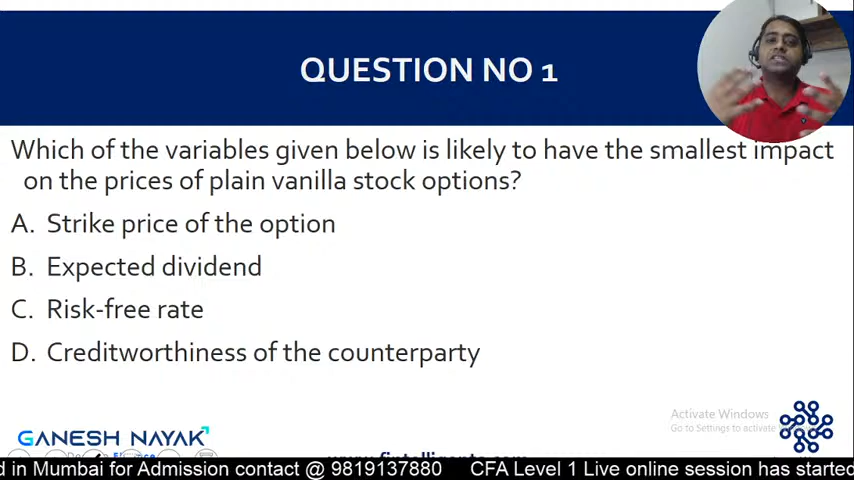 QUESTION NO 1
Which of the variables given below is likely to have the smallest impact
on the prices of plain vanilla stock options?
A. Strike price of the option
B. Expected dividend
C. Risk-free rate
D. Creditworthiness of the counterparty
Activate Windows
Go to Settings to activate
GANESH NAYAK
d in Mumbai for Admission contact @ 9819137880 CFA Level 1 Live online session has started